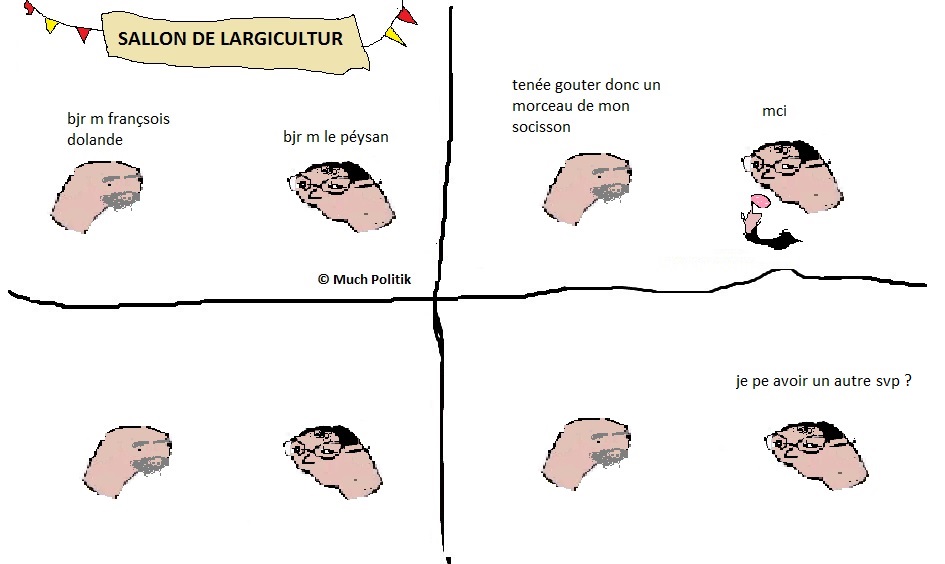 SALLON DE LARGICULTUR
bjr m françsois
dolande
bjr m le péysan
© Much Politik
tenée gouter donc un
morceau de mon
socisson
mci
je pe avoir un autre svp ?